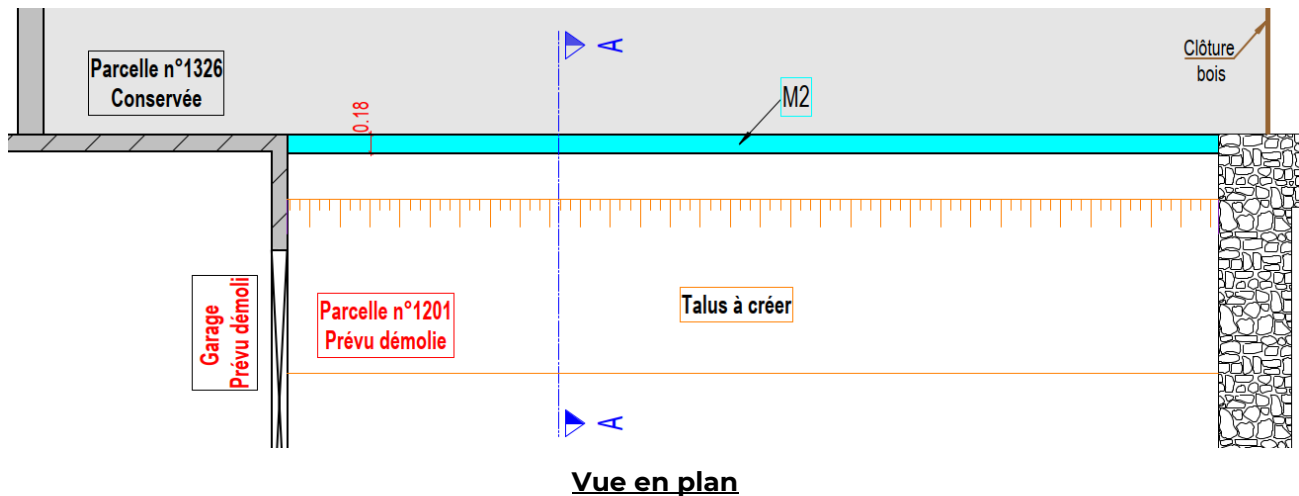 Parcelle n°1326
Conservée
A
Clôture
bois
M2
0.18
Garage
Prévu démoli
Parcelle n°1201
Prévu démolie
Talus à créer
A
Vue en plan